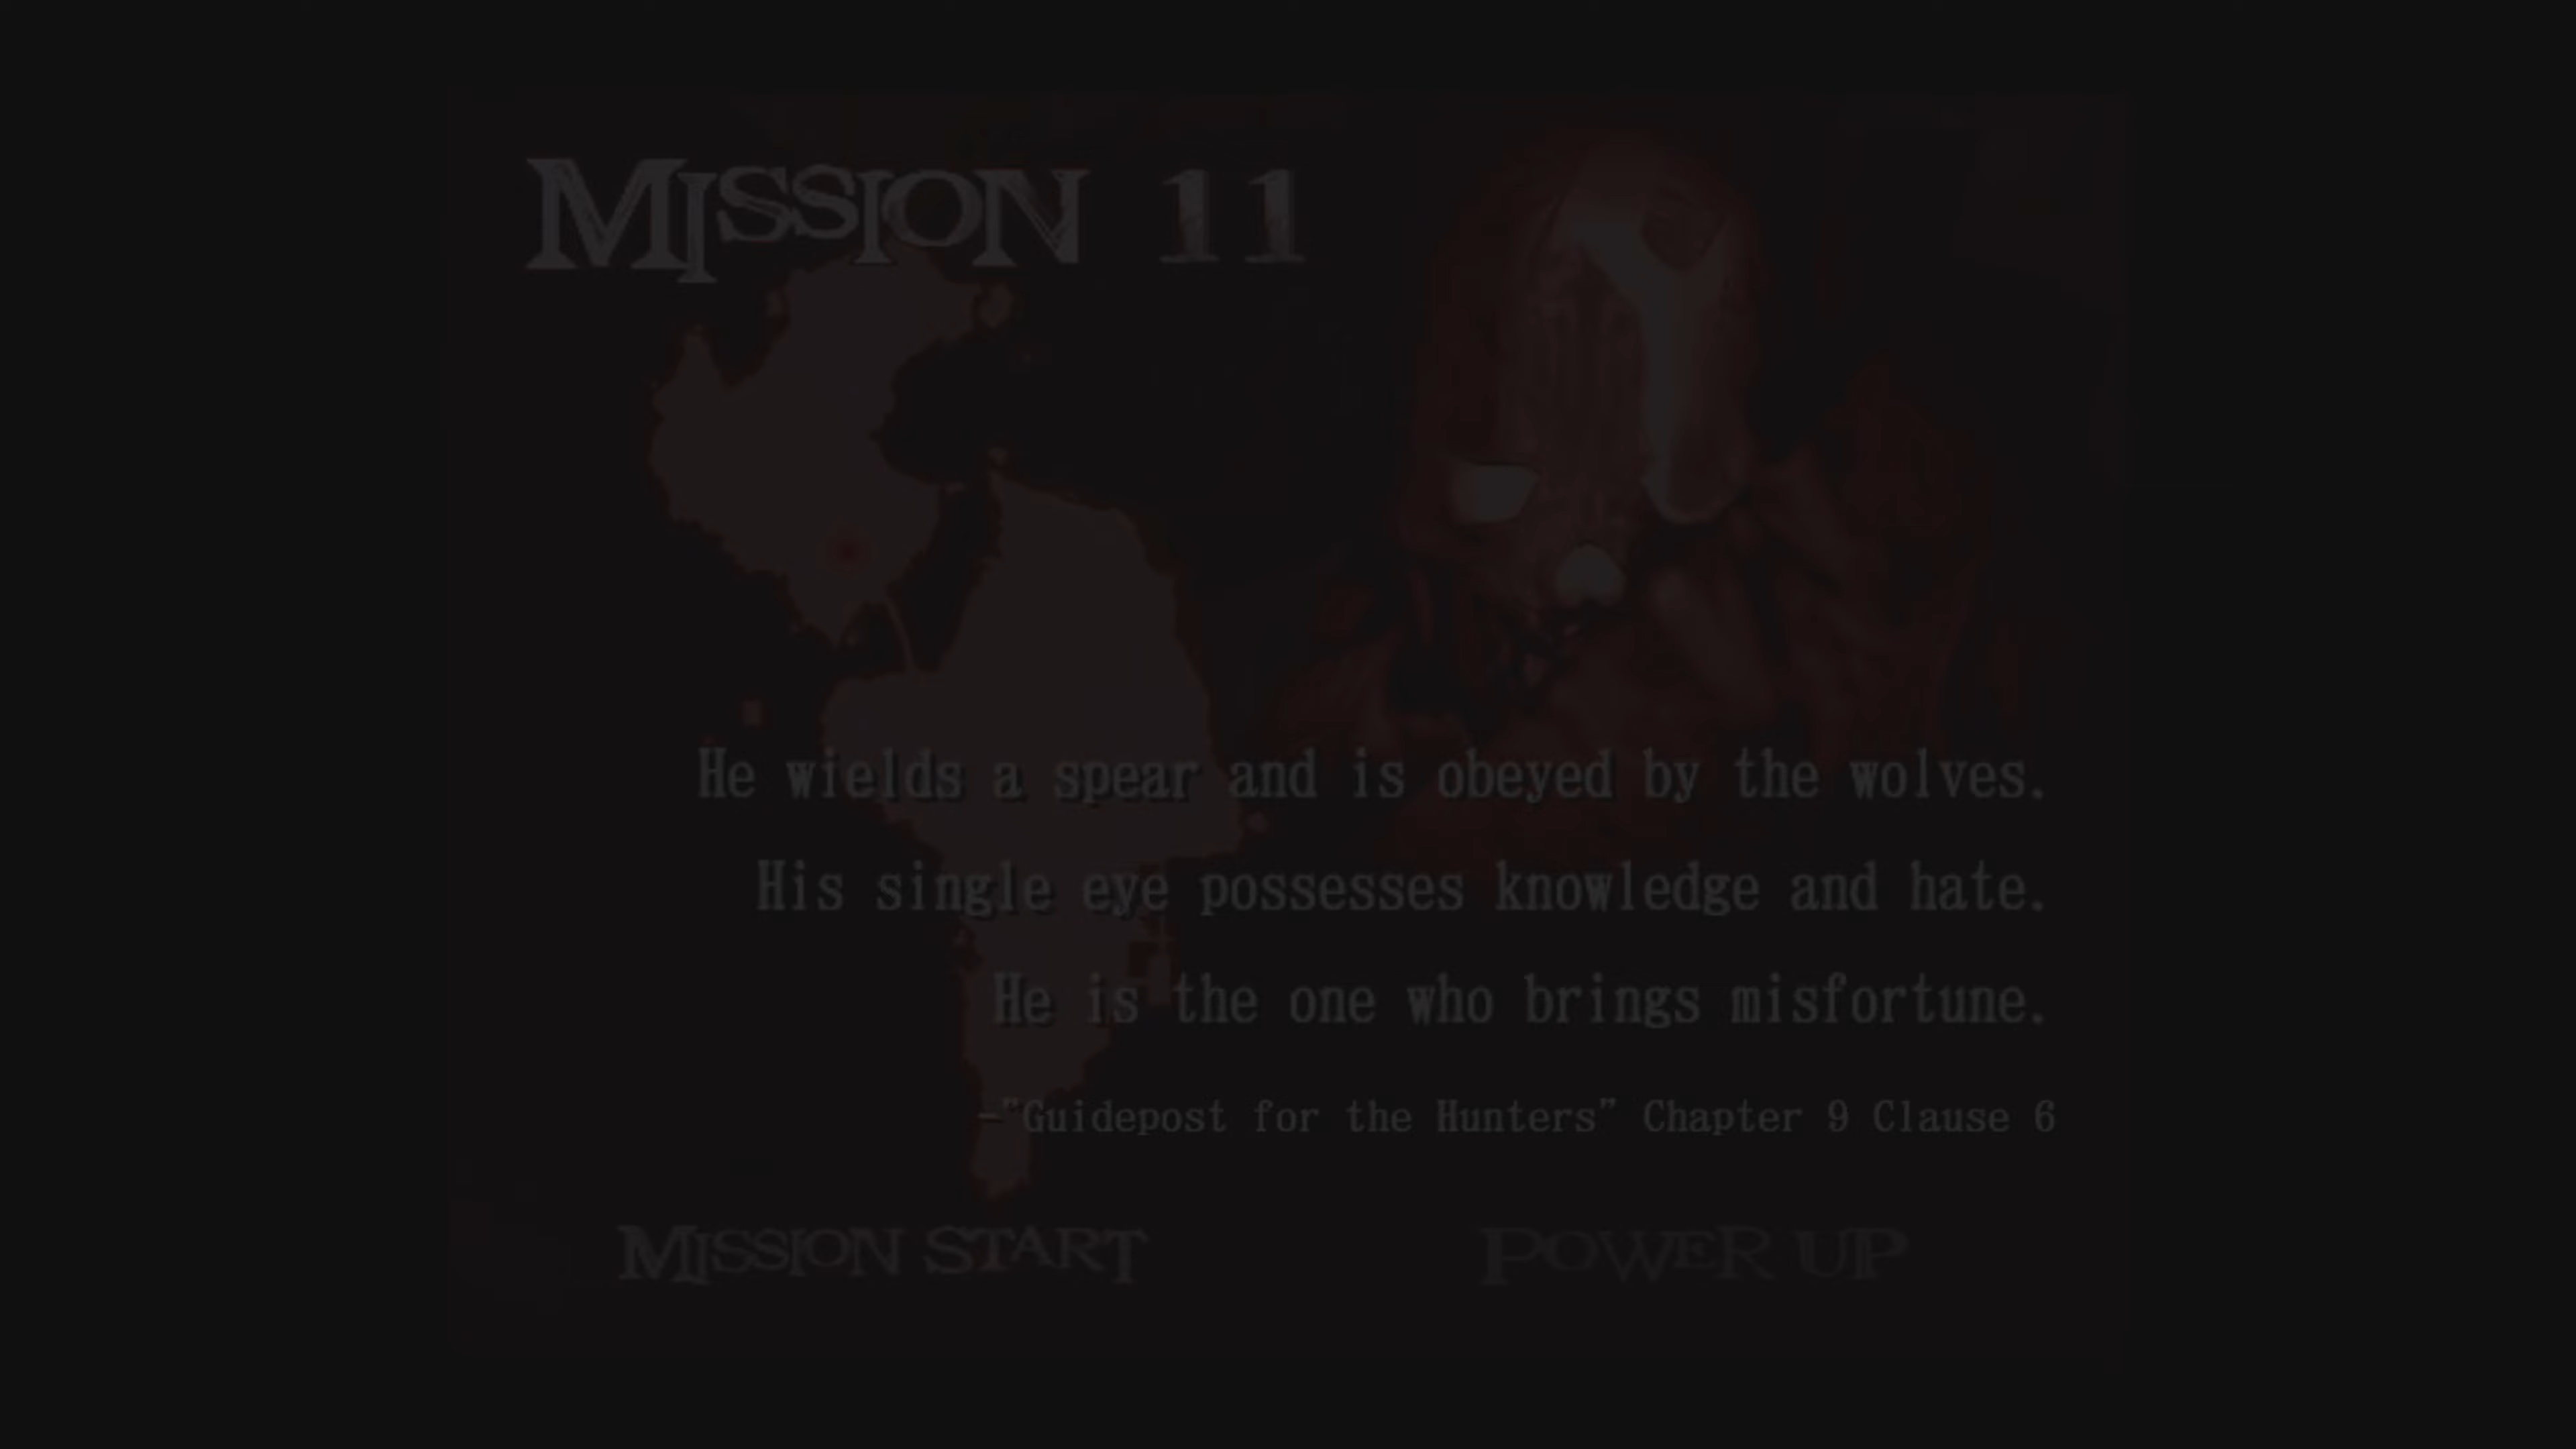 MISSION 11
He wields a spear and is obeyed by the wolves.
His single eye possesses knowledge and hate.
He is the one who brings misfortune.
-"Guidepost for the Hunters" Chapter 9 Clause 6
MISSION START
POWER UP